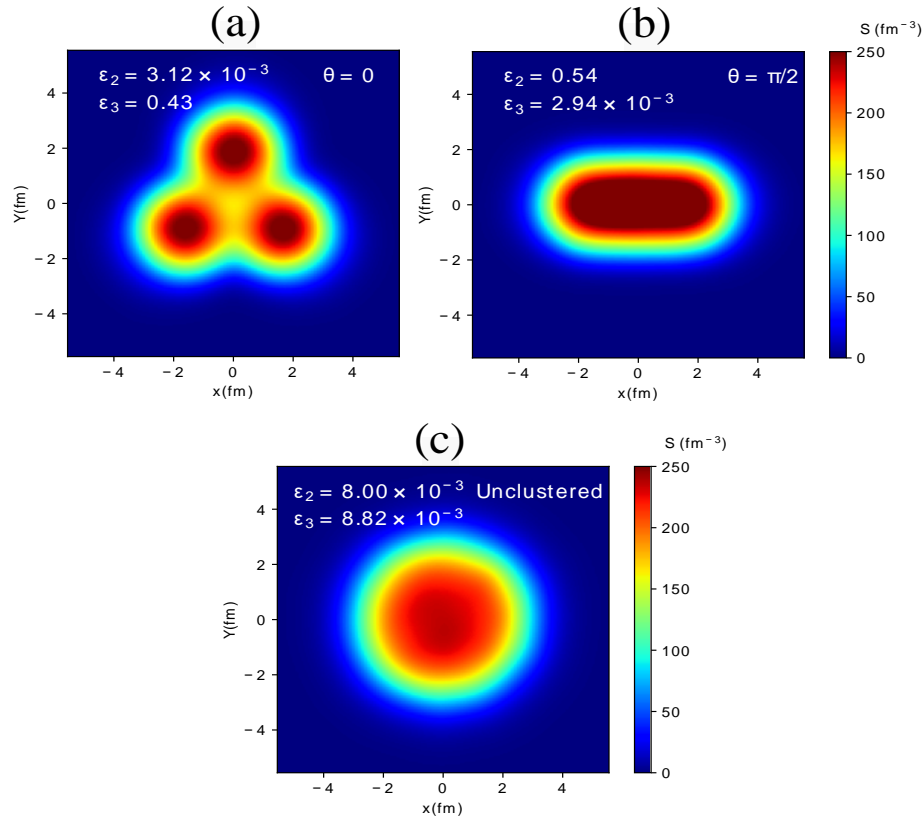 (a)
ε₂ = 3.12 × 10⁻³ θ = 0
ε₃ = 0.43
4
2
0
−2
−4
Y(fm)
−4 −2 0 2 4
x(fm)
(b)
ε₂ = 0.54 θ = π/2
ε₃ = 2.94 × 10⁻³
4
2
0
−2
−4
Y(fm)
−4 −2 0 2 4
x(fm)
S (fm⁻³)
250
200
150
100
50
0
(c)
ε₂ = 8.00 × 10⁻³ Unclustered
ε₃ = 8.82 × 10⁻³
4
2
0
−2
−4
Y(fm)
−4 −2 0 2 4
x(fm)
S (fm⁻³)
250
200
150
100
50
0